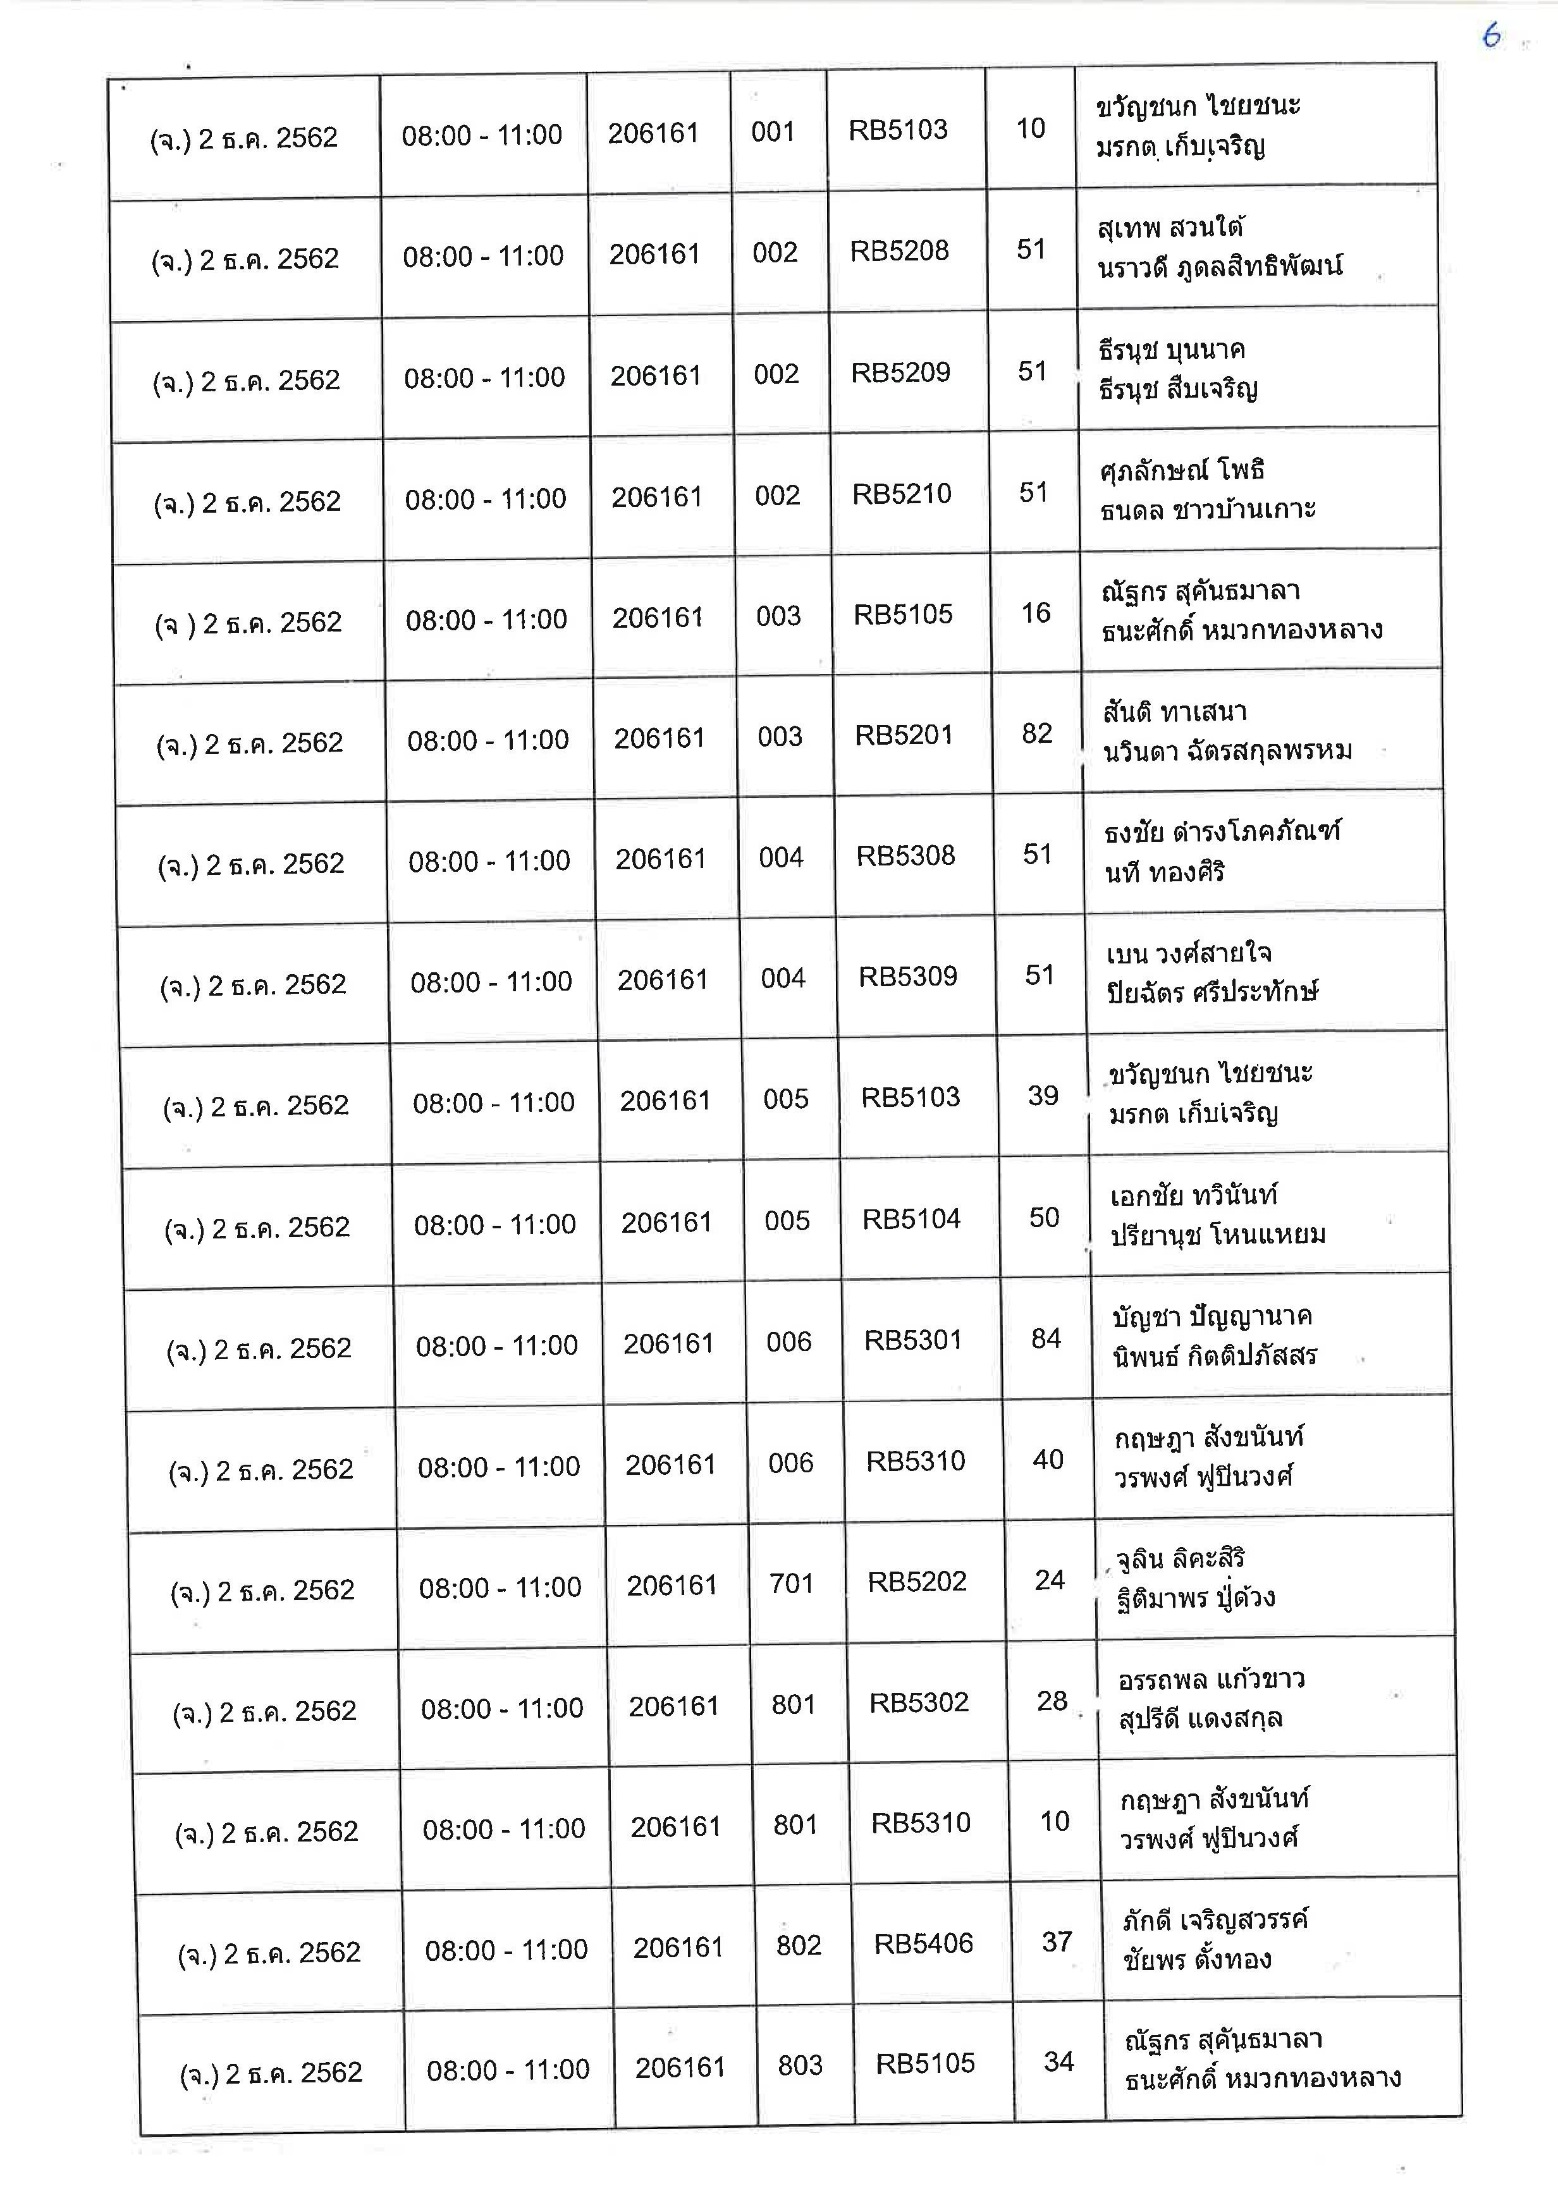 6
(จ.) 2 ธ.ค. 2562 08:00 - 11:00 206161 001 RB5103 10 ขวัญชนก ไชยชนะ
มรกต เก็บเจริญ
(จ.) 2 ธ.ค. 2562 08:00 - 11:00 206161 002 RB5208 51 สุเทพ สวนใต้
นราวดี ภูดลสิทธิพัฒน์
(จ.) 2 ธ.ค. 2562 08:00 - 11:00 206161 002 RB5209 51 ธีรนุช บุนนาค
ธีรนุช สืบเจริญ
(จ.) 2 ธ.ค. 2562 08:00 - 11:00 206161 002 RB5210 51 ศุภลักษณ์ โพธิ
ธนดล ชาวบ้านเกาะ
(จ ) 2 ธ.ค. 2562 08:00 - 11:00 206161 003 RB5105 16 ณัฐกร สุคันธมาลา
ธนะศักดิ์ หมวกทองหลาง
(จ.) 2 ธ.ค. 2562 08:00 - 11:00 206161 003 RB5201 82 สันติ ทาเสนา
นวินดา ฉัตรสกุลพรหม
(จ.) 2 ธ.ค. 2562 08:00 - 11:00 206161 004 RB5308 51 ธงชัย ดำรงโภคภัณฑ์
นที ทองศิริ
(จ.) 2 ธ.ค. 2562 08:00 - 11:00 206161 004 RB5309 51 เบน วงศ์สายใจ
ปิยฉัตร ศรีประทักษ์
(จ.) 2 ธ.ค. 2562 08:00 - 11:00 206161 005 RB5103 39 ขวัญชนก ไชยชนะ
มรกต เก็บเจริญ
(จ.) 2 ธ.ค. 2562 08:00 - 11:00 206161 005 RB5104 50 เอกชัย ทวินันท์
ปรียานุช โหนแหยม
(จ.) 2 ธ.ค. 2562 08:00 - 11:00 206161 006 RB5301 84 บัญชา ปัญญานาค
นิพนธ์ กิตติปภัสสร
(จ.) 2 ธ.ค. 2562 08:00 - 11:00 206161 006 RB5310 40 กฤษฎา สังขนันท์
วรพงศ์ ฟูปินวงศ์
(จ.) 2 ธ.ค. 2562 08:00 - 11:00 206161 701 RB5202 24 จูลิน ลิคะสิริ
ฐิติมาพร ปู่ด้วง
(จ.) 2 ธ.ค. 2562 08:00 - 11:00 206161 801 RB5302 28 อรรถพล แก้วขาว
สุปรีดี แดงสกุล
(จ.) 2 ธ.ค. 2562 08:00 - 11:00 206161 801 RB5310 10 กฤษฎา สังขนันท์
วรพงศ์ ฟูปินวงศ์
(จ.) 2 ธ.ค. 2562 08:00 - 11:00 206161 802 RB5406 37 ภักดี เจริญสวรรค์
ชัยพร ตั้งทอง
(จ.) 2 ธ.ค. 2562 08:00 - 11:00 206161 803 RB5105 34 ณัฐกร สุคันธมาลา
ธนะศักดิ์ หมวกทองหลาง